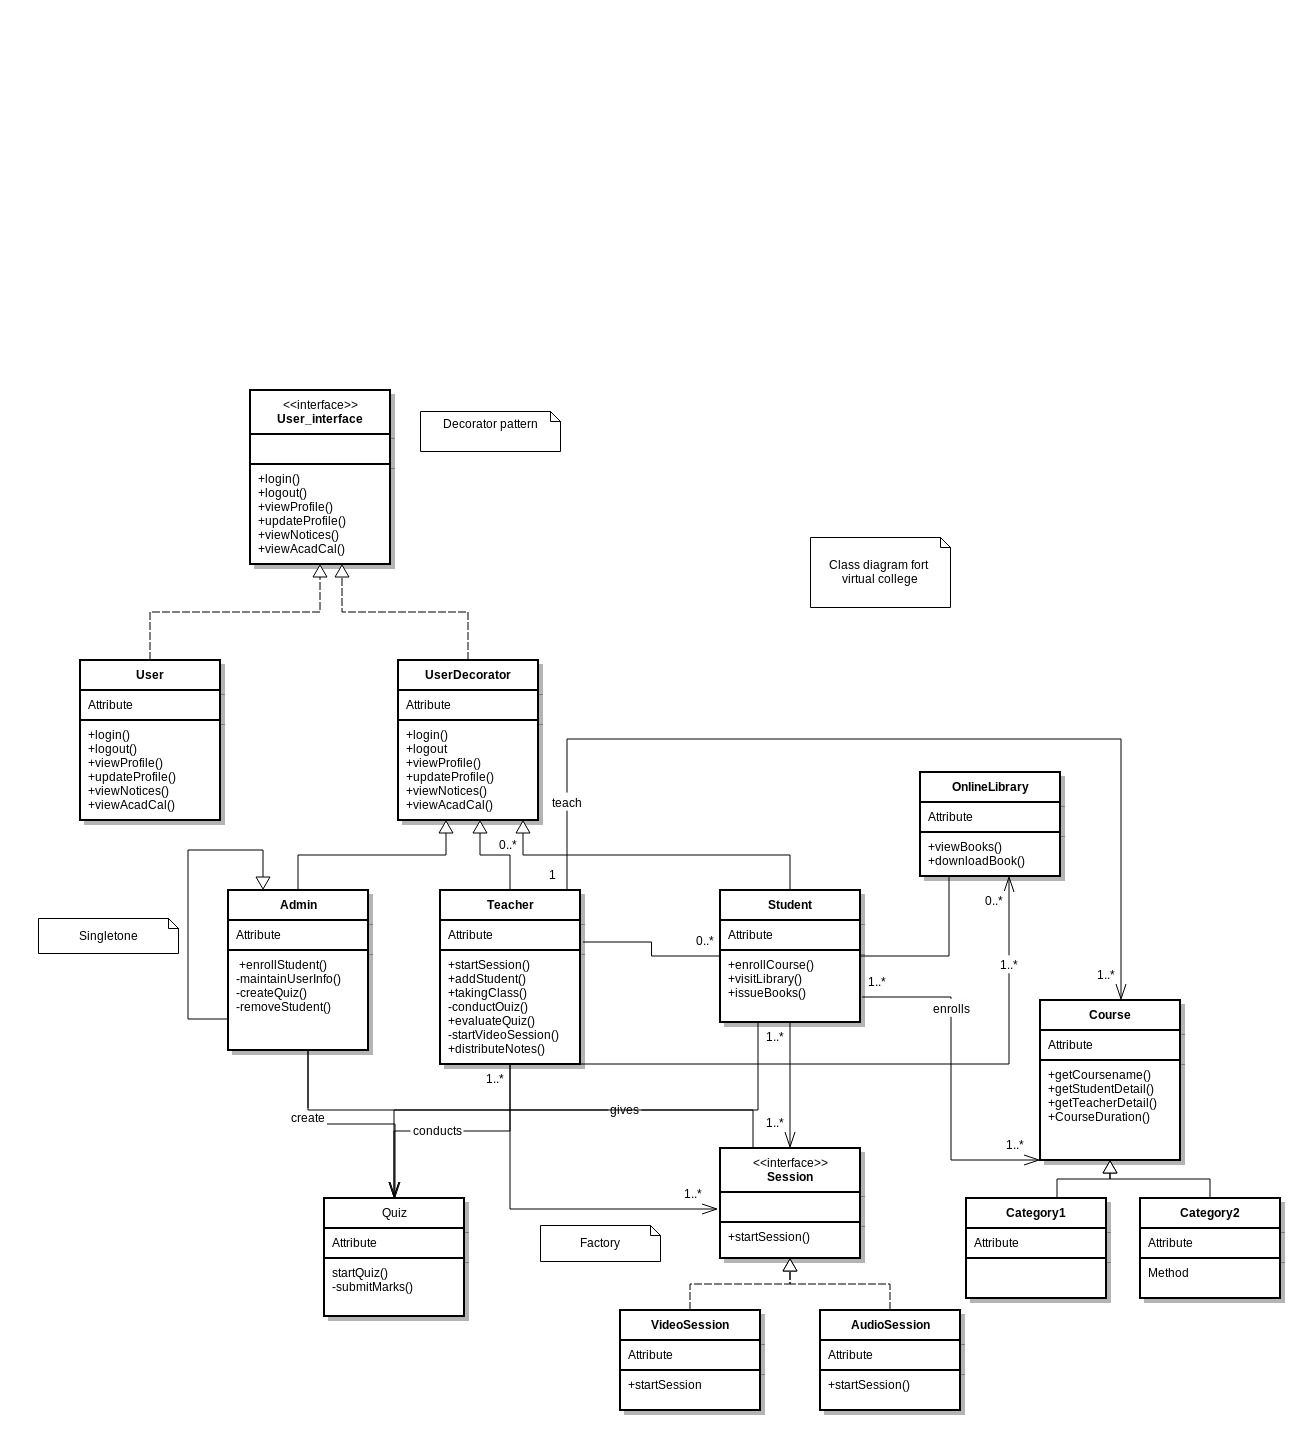 <<interface>>
User_interface
+login()
+logout()
+viewProfile()
+updateProfile()
+viewNotices()
+viewAcadCal()
Decorator pattern
Class diagram fort
virtual college
User
Attribute
+login()
+logout()
+viewProfile()
+updateProfile()
+viewNotices()
+viewAcadCal()
UserDecorator
Attribute
+login()
+logout
+viewProfile()
+updateProfile()
+viewNotices()
+viewAcadCal()
teach
0..*
1
OnlineLibrary
Attribute
+viewBooks()
+downloadBook()
0..*
1..*
1..*
Singletone
Admin
Attribute
+enrollStudent()
-maintainUserInfo()
-createQuiz()
-removeStudent()
Teacher
Attribute
+startSession()
+addStudent()
+takingClass()
-conductOuiz()
+evaluateQuiz()
-startVideoSession()
+distributeNotes()
0..*
Student
Attribute
+enrollCourse()
+visitLibrary()
+issueBooks()
1..*
enrolls
Course
Attribute
+getCoursename()
+getStudentDetail()
+getTeacherDetail()
+CourseDuration()
1..*
1..*
1..*
create
conducts
gives
1..*
1..*
Quiz
Attribute
startQuiz()
-submitMarks()
Factory
<<interface>>
Session
+startSession()
Category1
Attribute
Category2
Attribute
Method
VideoSession
Attribute
+startSession
AudioSession
Attribute
+startSession()